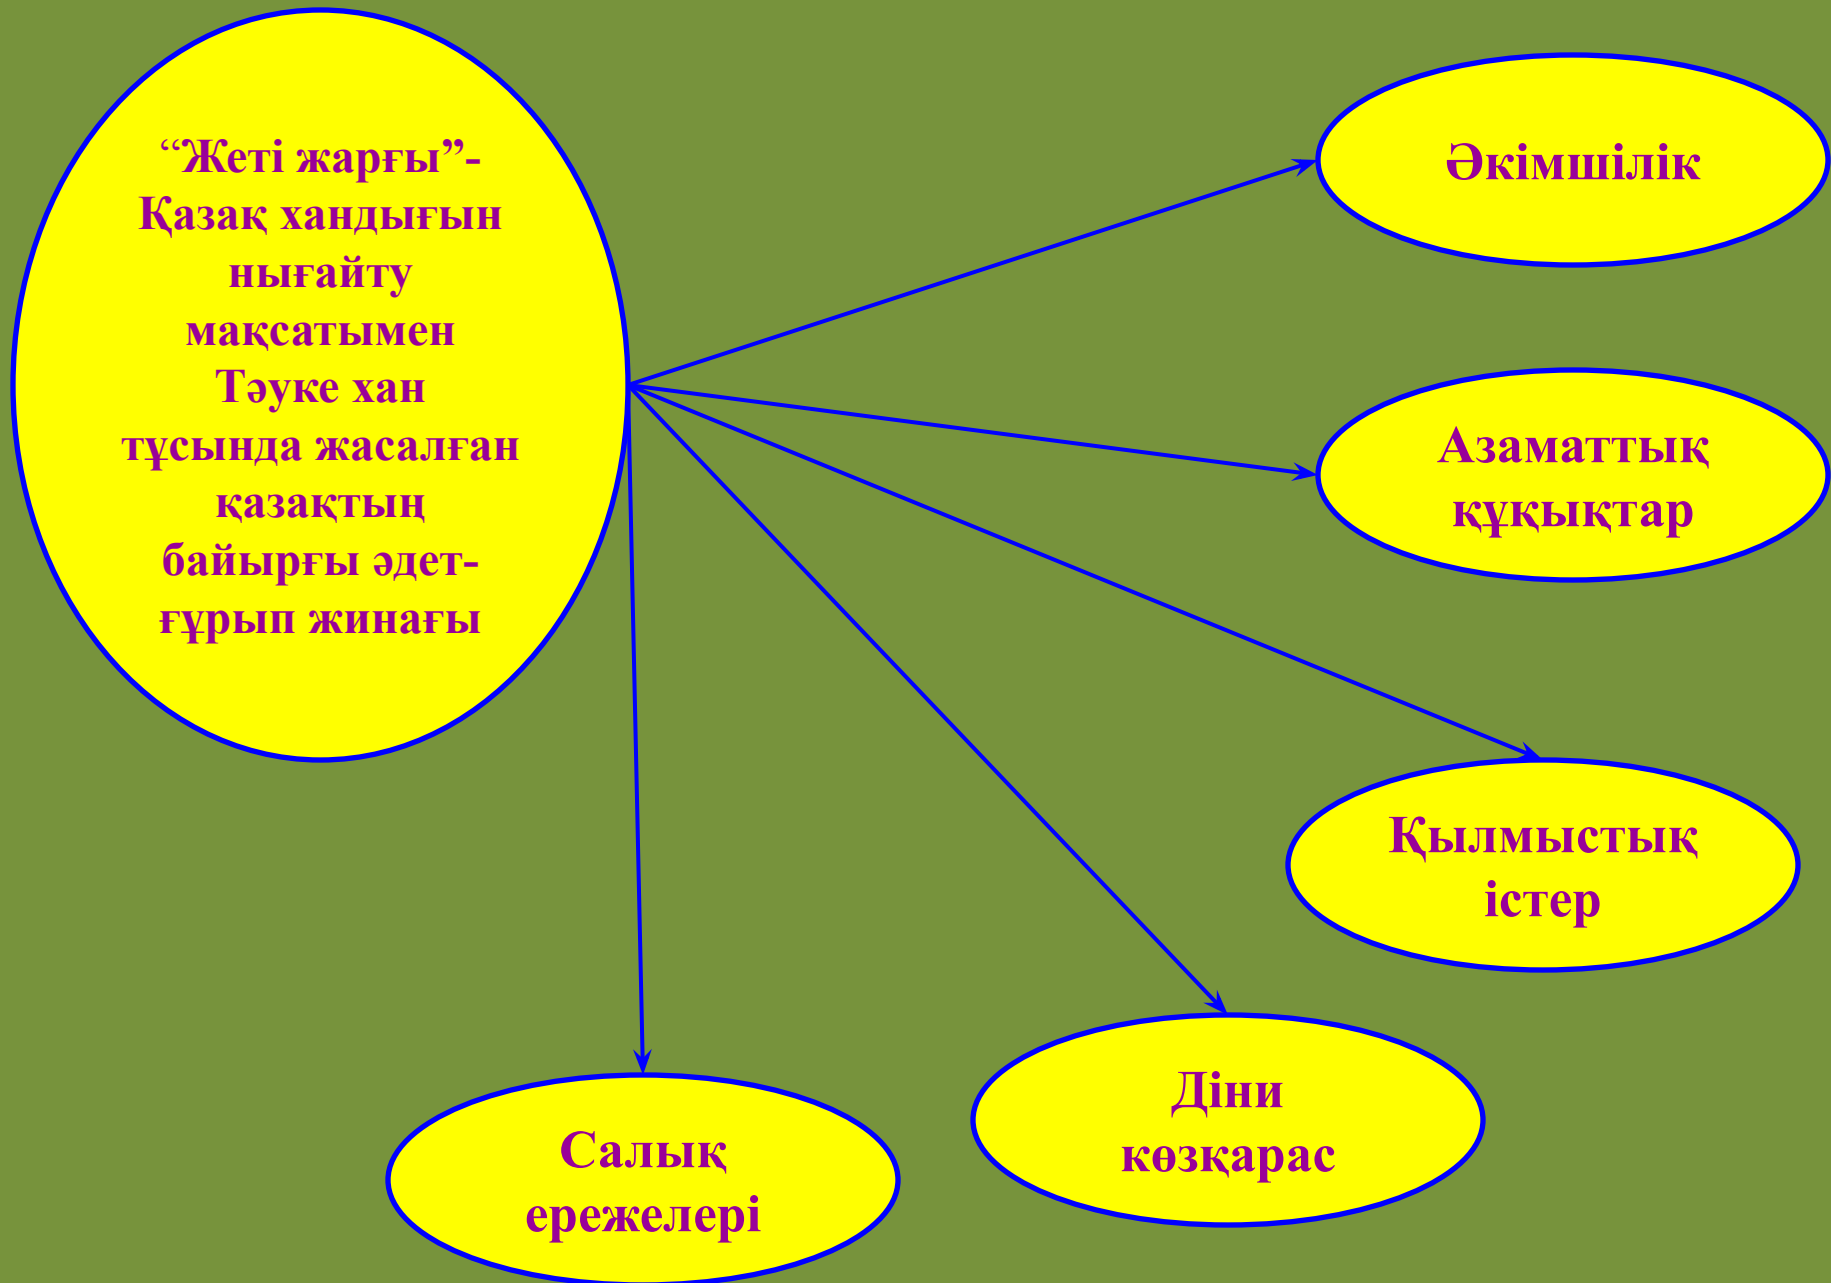 “Жеті жарғы”-
Қазақ хандығын
нығайту
мақсатымен
Тәуке хан
тұсында жасалған
қазақтың
байырғы әдет-
ғұрып жинағы
Әкімшілік
Азаматтық
құқықтар
Қылмыстық
істер
Діни
көзқарас
Салық
ережелері